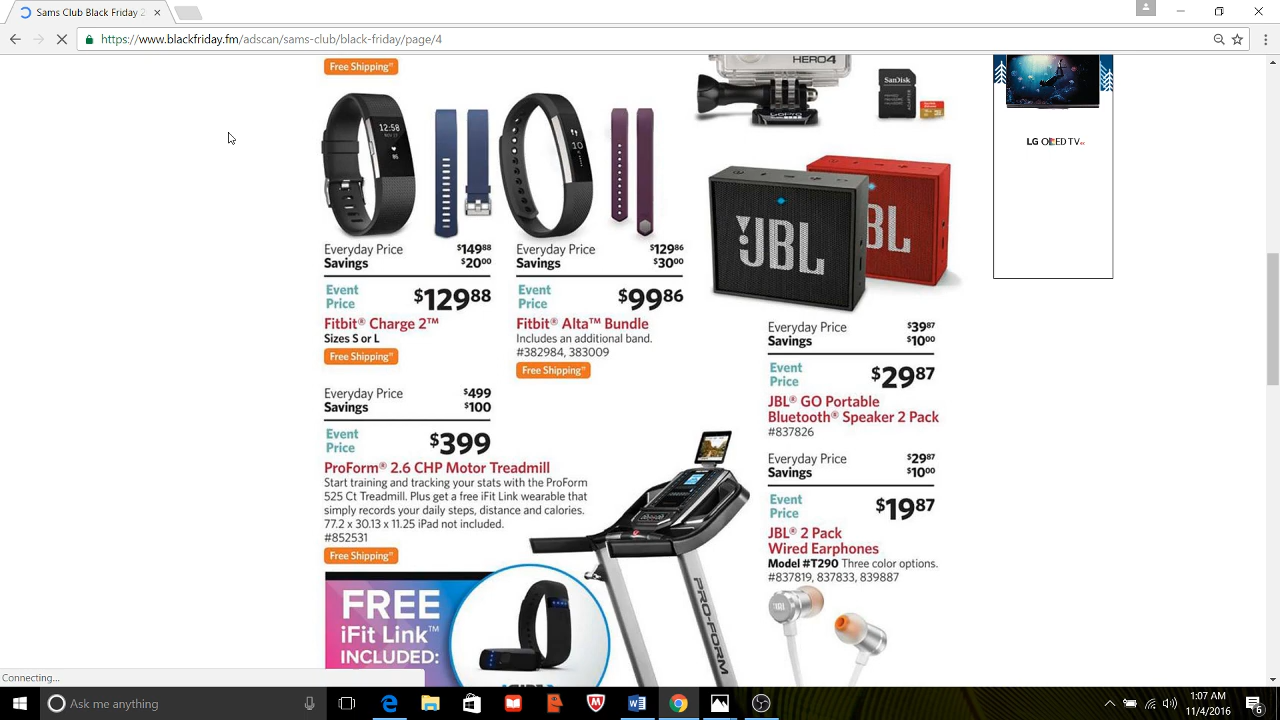 Sams Club Black Friday 2
https://www.blackfriday.fm/adscan/sams-club/black-friday/page/4
Free Shipping*
HERO4
GoPro
SanDisk
LG OLED TV
12:58
86
10
JBL
JBL
Everyday Price $149 88
Savings $20 00
Event Price $129 88
Fitbit® Charge 2™
Sizes S or L
Free Shipping*
Everyday Price $129 86
Savings $30 00
Event Price $99 86
Fitbit® Alta™ Bundle
Includes an additional band.
#382984, 383009
Free Shipping*
Everyday Price $39 87
Savings $10 00
Event Price $29 87
JBL® GO Portable
Bluetooth® Speaker 2 Pack
#837826
Everyday Price $499
Savings $100
Event Price $399
ProForm® 2.6 CHP Motor Treadmill
Start training and tracking your stats with the ProForm
525 Ct Treadmill. Plus get a free iFit Link wearable that
simply records your daily steps, distance and calories.
77.2 x 30.13 x 11.25 iPad not included.
#852531
Free Shipping*
Everyday Price $29 87
Savings $10 00
Event Price $19 87
JBL® 2 Pack
Wired Earphones
Model #T290 Three color options.
#837819, 837833, 839887
JBL
PRO-FORM
FREE
iFit Link™
INCLUDED:
Connecting...
Ask me anything
1:07 AM
11/4/2016